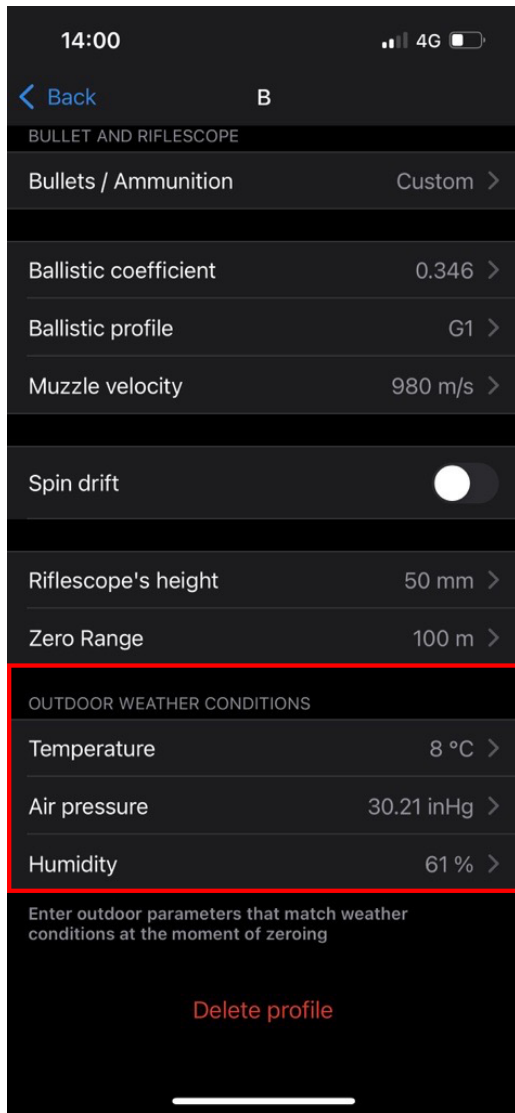 14:00 4G
Back B
BULLET AND RIFLESCOPE
Bullets / Ammunition Custom
Ballistic coefficient 0.346
Ballistic profile G1
Muzzle velocity 980 m/s
Spin drift
Riflescope's height 50 mm
Zero Range 100 m
OUTDOOR WEATHER CONDITIONS
Temperature 8 °C
Air pressure 30.21 inHg
Humidity 61 %
Enter outdoor parameters that match weather
conditions at the moment of zeroing
Delete profile